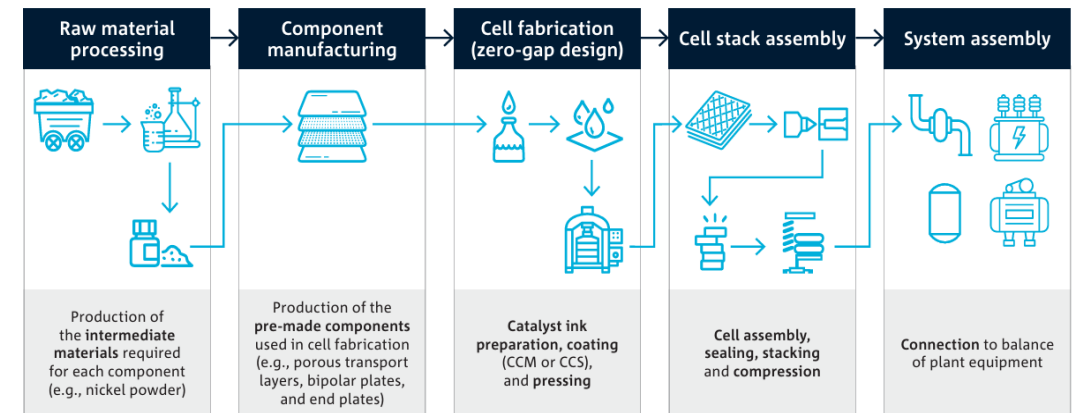 Raw material
processing
Component
manufacturing
Cell fabrication
(zero-gap design)
Cell stack assembly
System assembly
Production of
the intermediate
materials required
for each component
(e.g., nickel powder)
Production of the
pre-made components
used in cell fabrication
(e.g., porous transport
layers, bipolar plates,
and end plates)
Catalyst ink
preparation, coating
(CCM or CCS),
and pressing
Cell assembly,
sealing, stacking
and compression
Connection to balance
of plant equipment